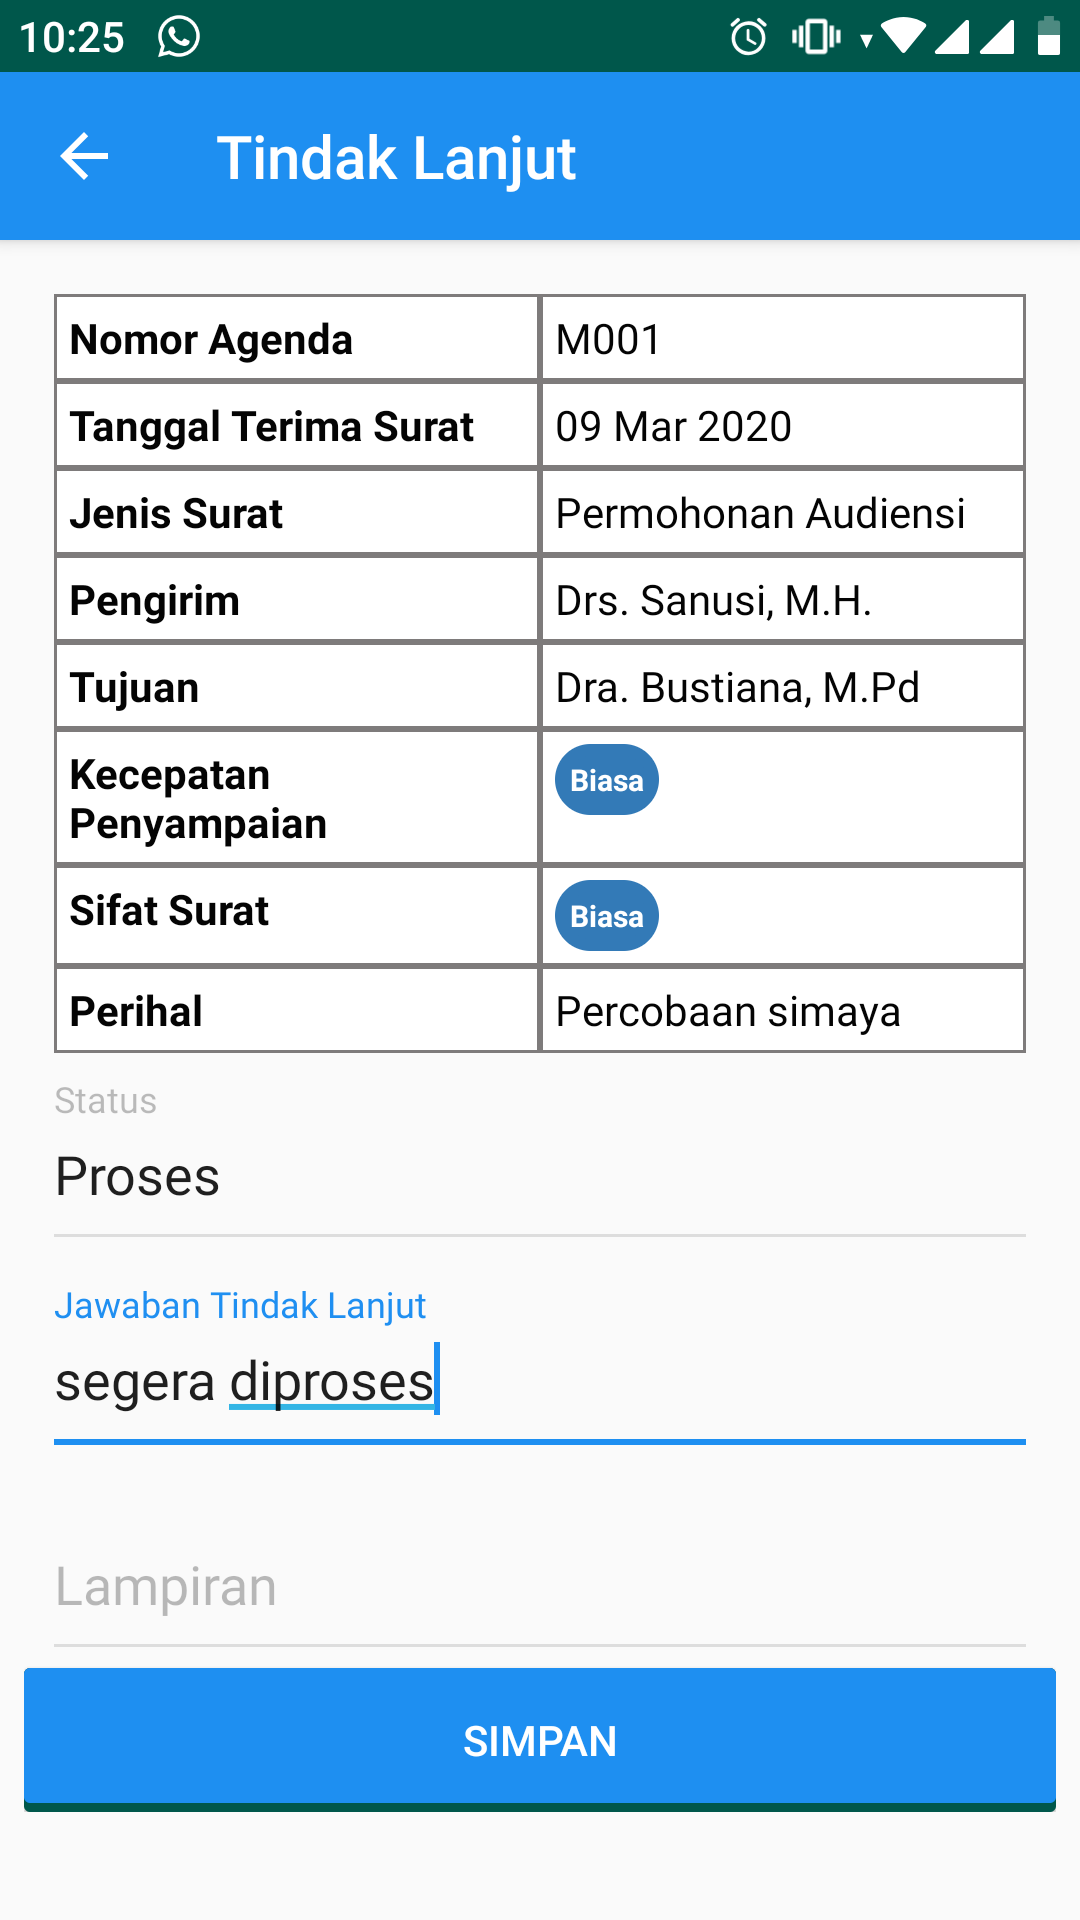 10:25
Tindak Lanjut
Nomor Agenda M001
Tanggal Terima Surat 09 Mar 2020
Jenis Surat Permohonan Audiensi
Pengirim Drs. Sanusi, M.H.
Tujuan Dra. Bustiana, M.Pd
Kecepatan Biasa
Penyampaian
Sifat Surat Biasa
Perihal Percobaan simaya
Status
Proses
Jawaban Tindak Lanjut
segera diproses
Lampiran
SIMPAN